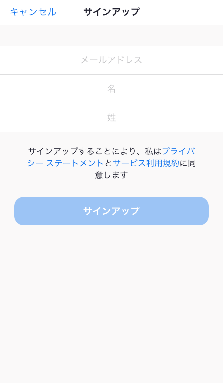 キャンセル サインアップ
メールアドレス
名
姓
サインアップすることにより、私はプライバ
シー ステートメントとサービス利用規約に同
意します
サインアップ